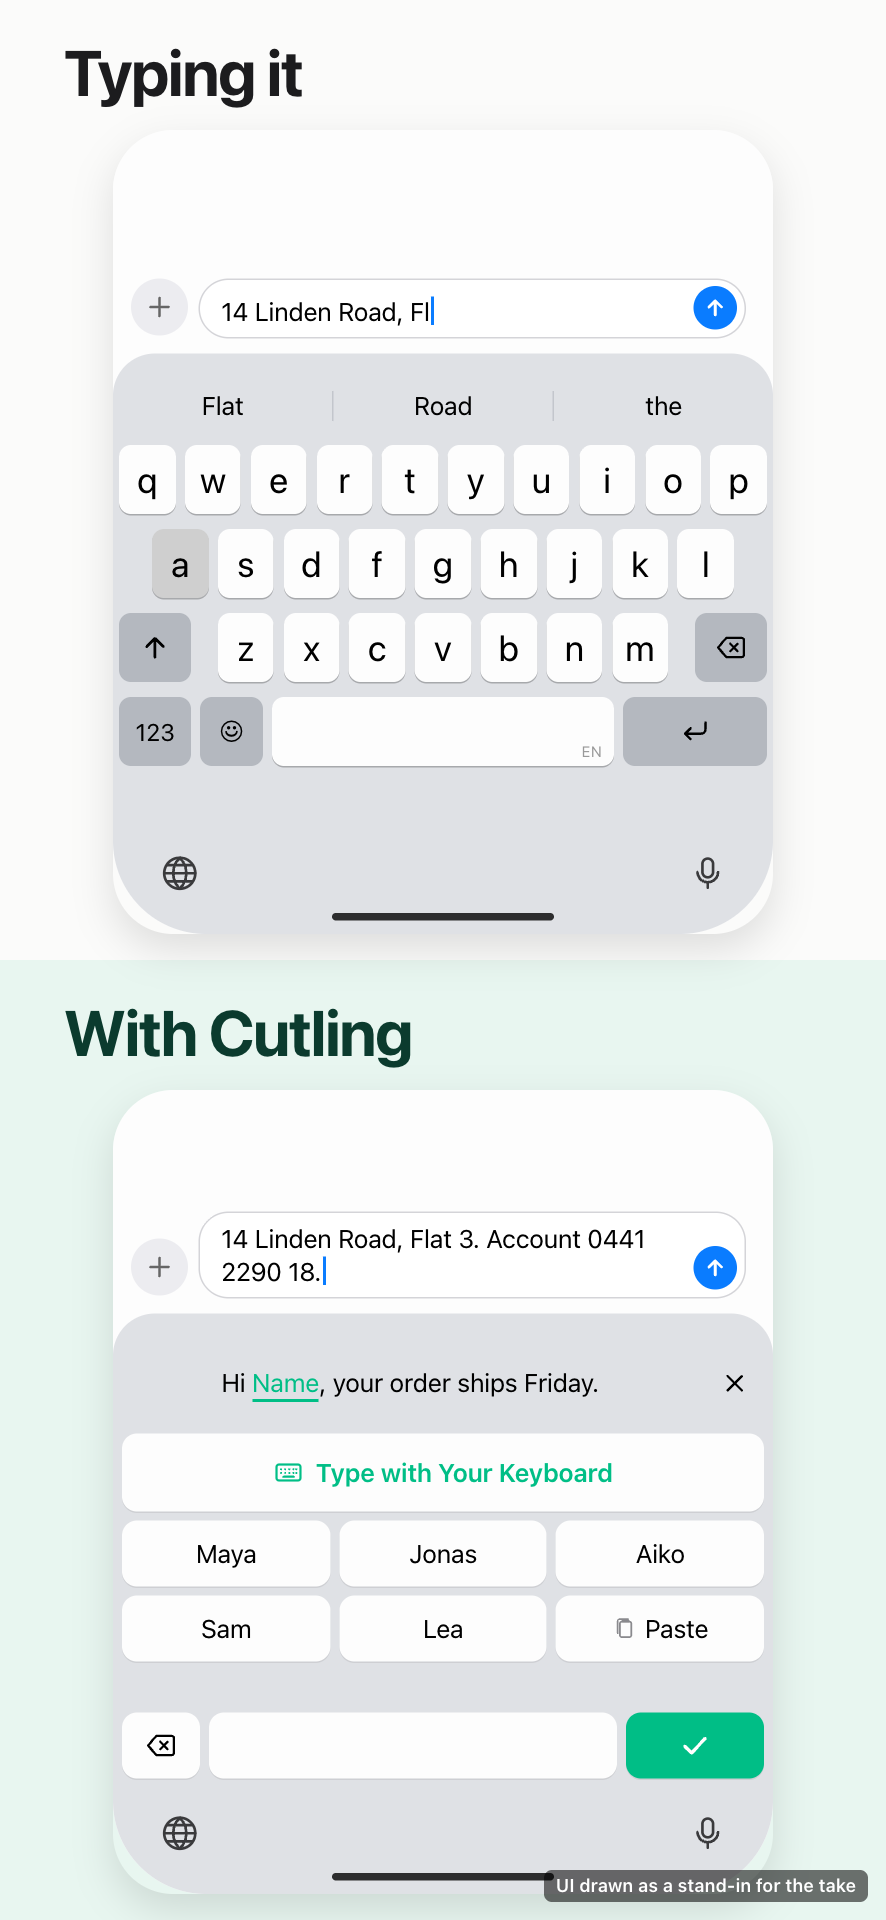 Typing it
14 Linden Road, Fl
Flat Road the
q w e r t y u i o p
a s d f g h j k l
z x c v b n m
123 EN
With Cutling
14 Linden Road, Flat 3. Account 0441
2290 18.
Hi Name, your order ships Friday.
Type with Your Keyboard
Maya Jonas Aiko
Sam Lea Paste
UI drawn as a stand-in for the take